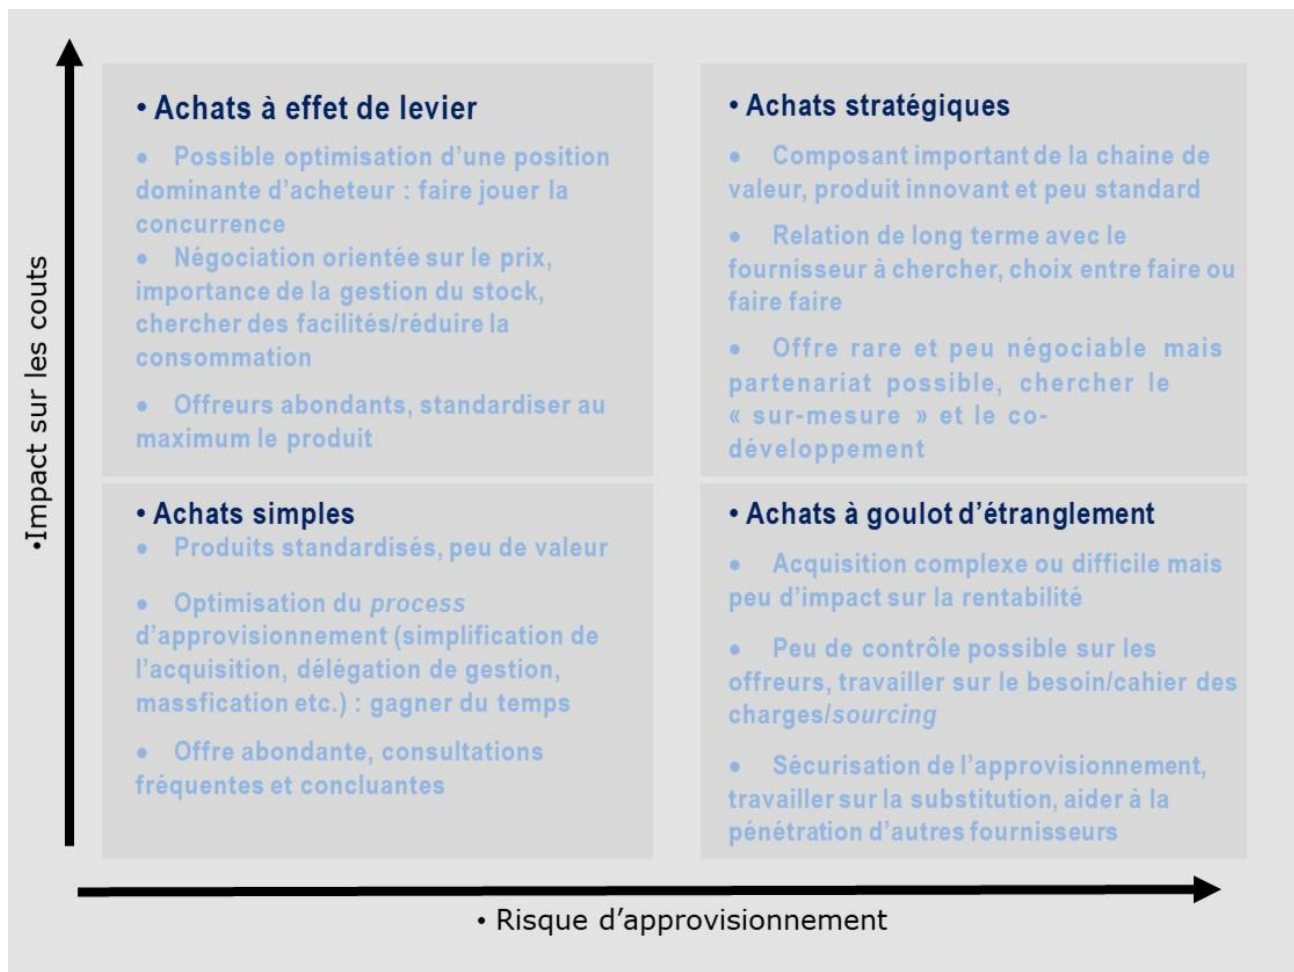 • Achats à effet de levier
• Possible optimisation d’une position
dominante d’acheteur : faire jouer la
concurrence
• Négociation orientée sur le prix,
importance de la gestion du stock,
chercher des facilités/réduire la
consommation
• Offreurs abondants, standardiser au
maximum le produit
• Achats stratégiques
• Composant important de la chaine de
valeur, produit innovant et peu standard
• Relation de long terme avec le
fournisseur à chercher, choix entre faire ou
faire faire
• Offre rare et peu négociable mais
partenariat possible, chercher le
« sur-mesure » et le co-
développement
• Achats simples
• Produits standardisés, peu de valeur
• Optimisation du process
d’approvisionnement (simplification de
l’acquisition, délégation de gestion,
massfication etc.) : gagner du temps
• Offre abondante, consultations
fréquentes et concluantes
• Achats à goulot d’étranglement
• Acquisition complexe ou difficile mais
peu d’impact sur la rentabilité
• Peu de contrôle possible sur les
offreurs, travailler sur le besoin/cahier des
charges/sourcing
• Sécurisation de l’approvisionnement,
travailler sur la substitution, aider à la
pénétration d’autres fournisseurs
•Impact sur les couts
• Risque d’approvisionnement